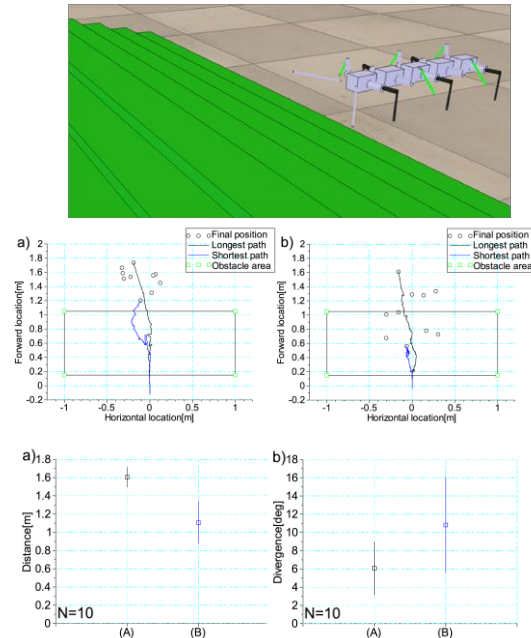 a)
Final position
Longest path
Shortest path
Obstacle area
Forward location[m]
2
1.8
1.6
1.4
1.2
1
0.8
0.6
0.4
0.2
0
-0.2
-1
-0.5
0
0.5
1
Horizontal location[m]
b)
Final position
Longest path
Shortest path
Obstacle area
Forward location[m]
2
1.8
1.6
1.4
1.2
1
0.8
0.6
0.4
0.2
0
-0.2
-1
-0.5
0
0.5
1
Horizontal location[m]
a)
Distance[m]
1.8
1.6
1.4
1.2
1
0.8
0.6
0.4
0.2
0
N=10
(A)
(B)
b)
Divergence[deg]
18
16
14
12
10
8
6
4
2
0
N=10
(A)
(B)